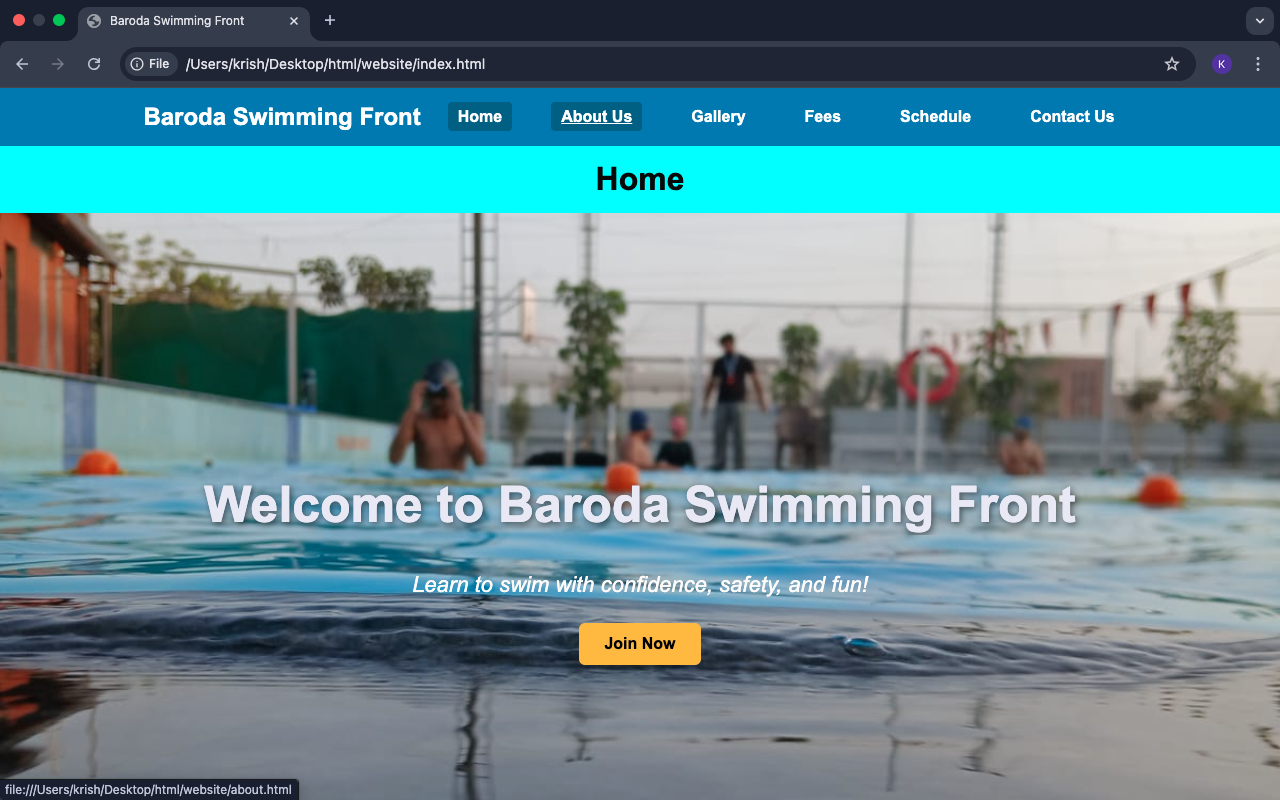 Baroda Swimming Front
File /Users/krish/Desktop/html/website/index.html K
Baroda Swimming Front Home About Us Gallery Fees Schedule Contact Us
Home
Welcome to Baroda Swimming Front
Learn to swim with confidence, safety, and fun!
Join Now
file:///Users/krish/Desktop/html/website/about.html